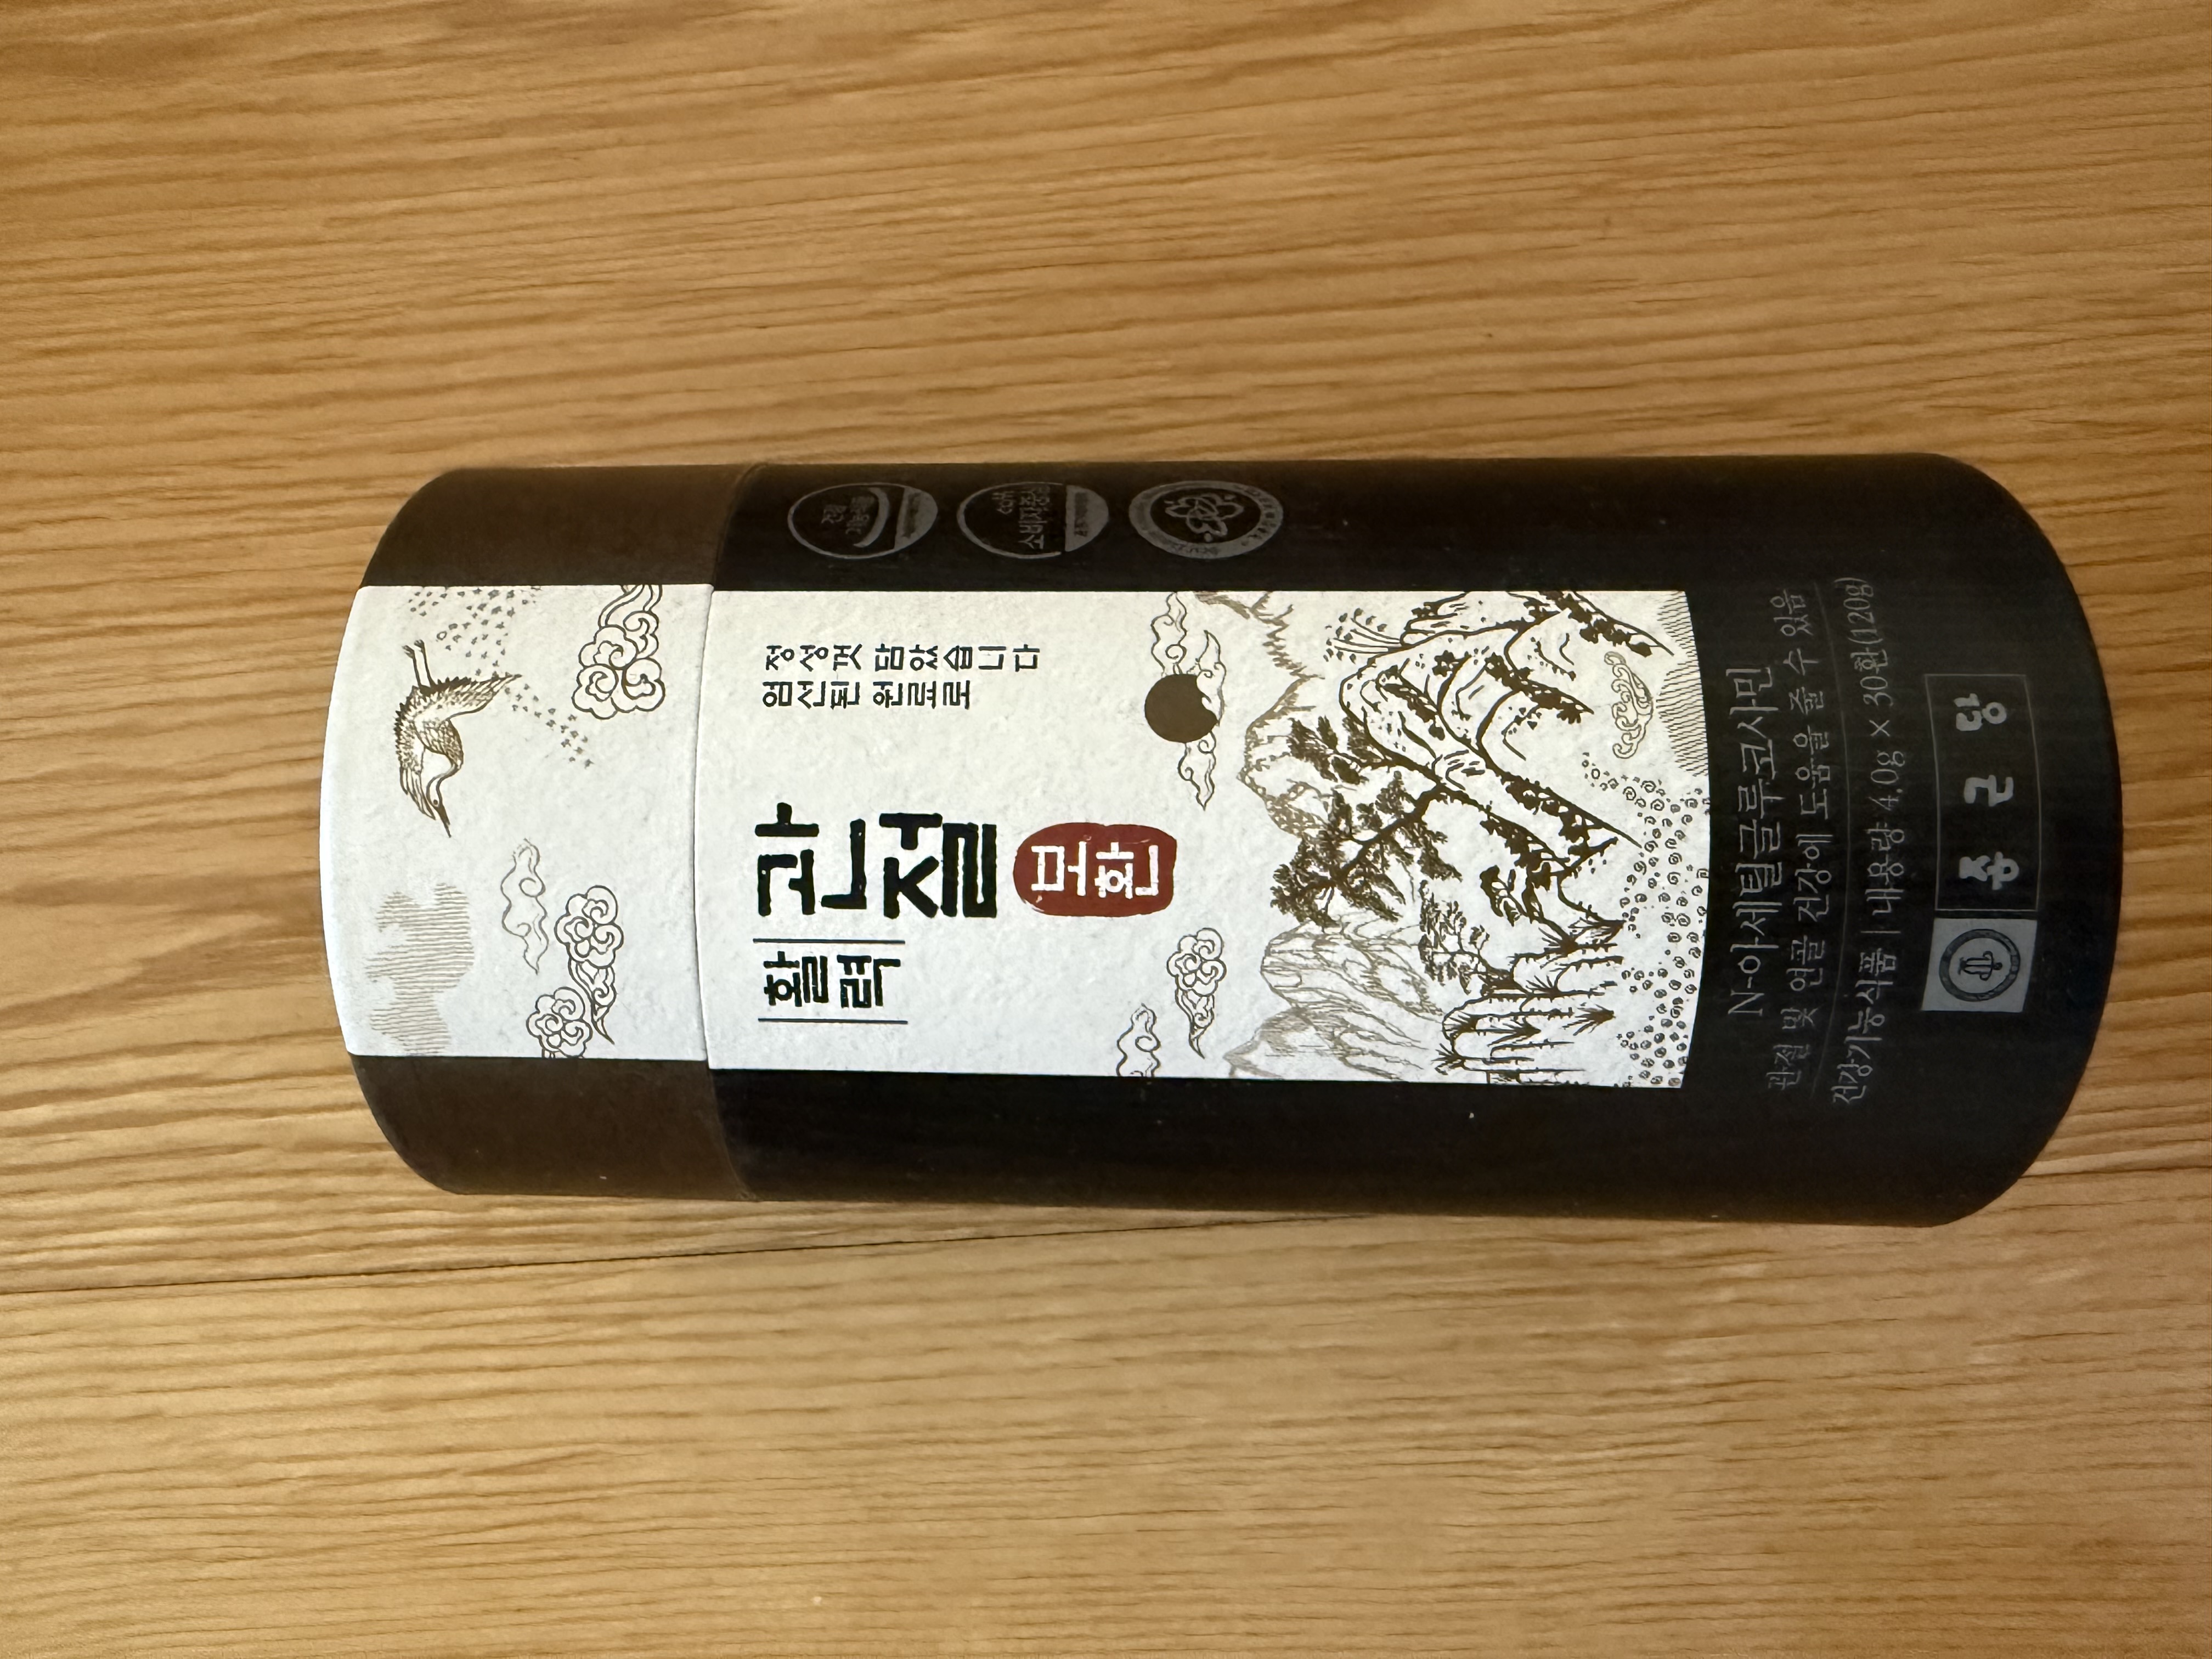 활력
관절
보환
엄선된 원료로
정성껏 담았습니다
N-아세틸글루코사민
관절 및 연골 건강에 도움을 줄 수 있음
건강기능식품 | 내용량 4.0g × 30환(120g)
종근당